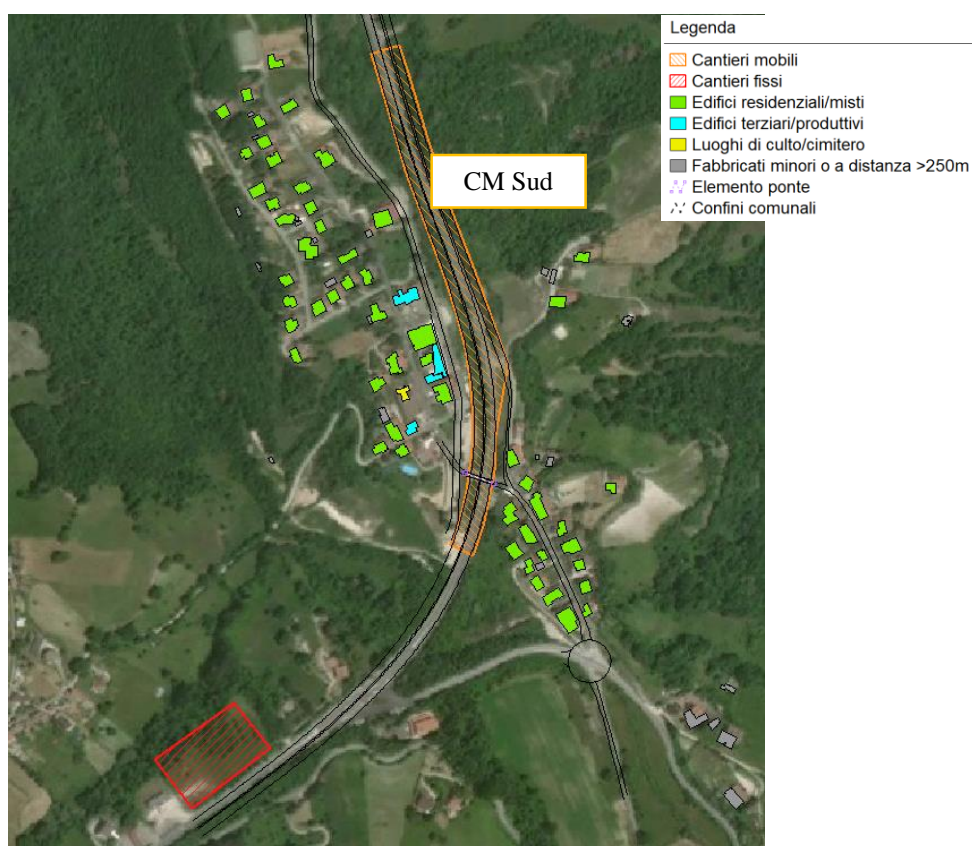 Legenda
Cantieri mobili
Cantieri fissi
Edifici residenziali/misti
Edifici terziari/produttivi
Luoghi di culto/cimitero
Fabbricati minori o a distanza >250m
Elemento ponte
Confini comunali
CM Sud